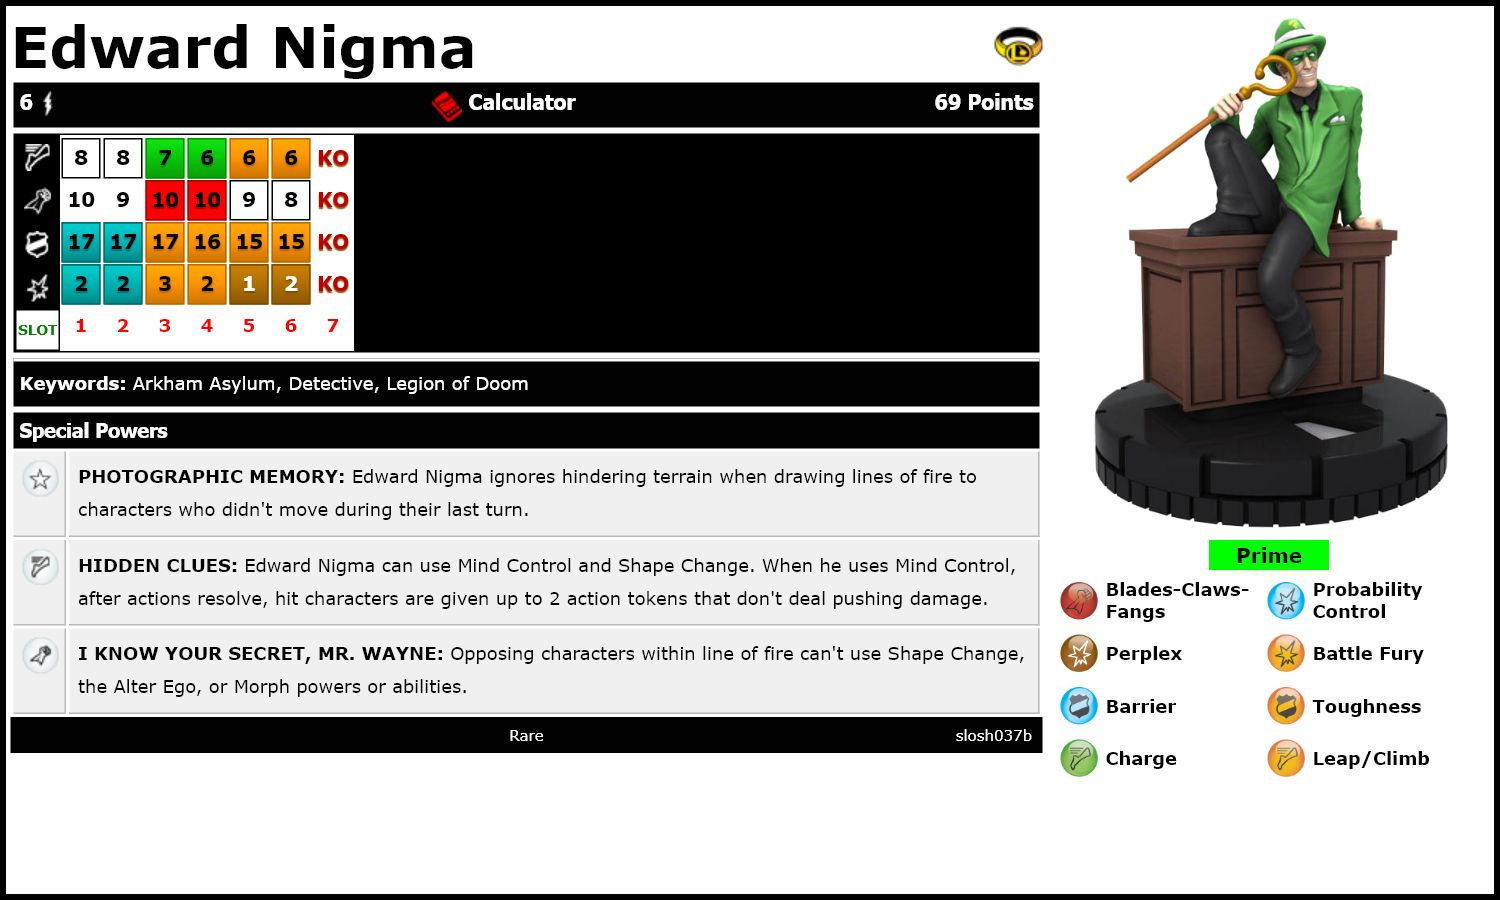 Edward Nigma
6 Calculator 69 Points
8 8 7 6 6 6 KO
10 9 10 10 9 8 KO
17 17 17 16 15 15 KO
2 2 3 2 1 2 KO
SLOT 1 2 3 4 5 6 7
Keywords: Arkham Asylum, Detective, Legion of Doom
Special Powers
PHOTOGRAPHIC MEMORY: Edward Nigma ignores hindering terrain when drawing lines of fire to
characters who didn't move during their last turn.
HIDDEN CLUES: Edward Nigma can use Mind Control and Shape Change. When he uses Mind Control,
after actions resolve, hit characters are given up to 2 action tokens that don't deal pushing damage.
I KNOW YOUR SECRET, MR. WAYNE: Opposing characters within line of fire can't use Shape Change,
the Alter Ego, or Morph powers or abilities.
Rare slosh037b
Prime
Blades-Claws-
Fangs
Probability
Control
Perplex
Battle Fury
Barrier
Toughness
Charge
Leap/Climb